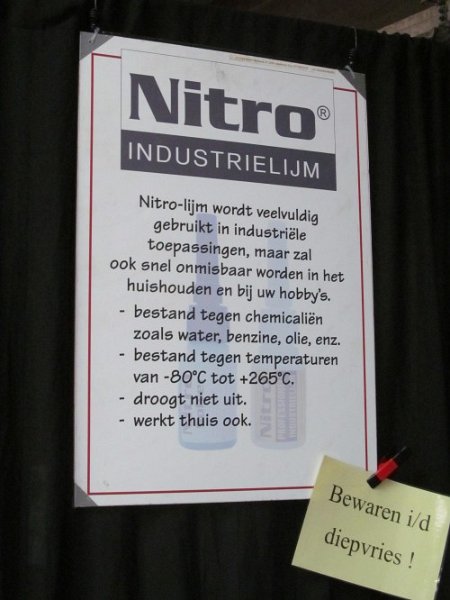 Nitro®
INDUSTRIELIJM
Nitro-lijm wordt veelvuldig
gebruikt in industriële
toepassingen, maar zal
ook snel onmisbaar worden in het
huishouden en bij uw hobby's.
- bestand tegen chemicaliën
zoals water, benzine, olie, enz.
- bestand tegen temperaturen
van -80°C tot +265°C.
- droogt niet uit.
- werkt thuis ook.
Nitro
Nitro
Bewaren i/d
diepvries !